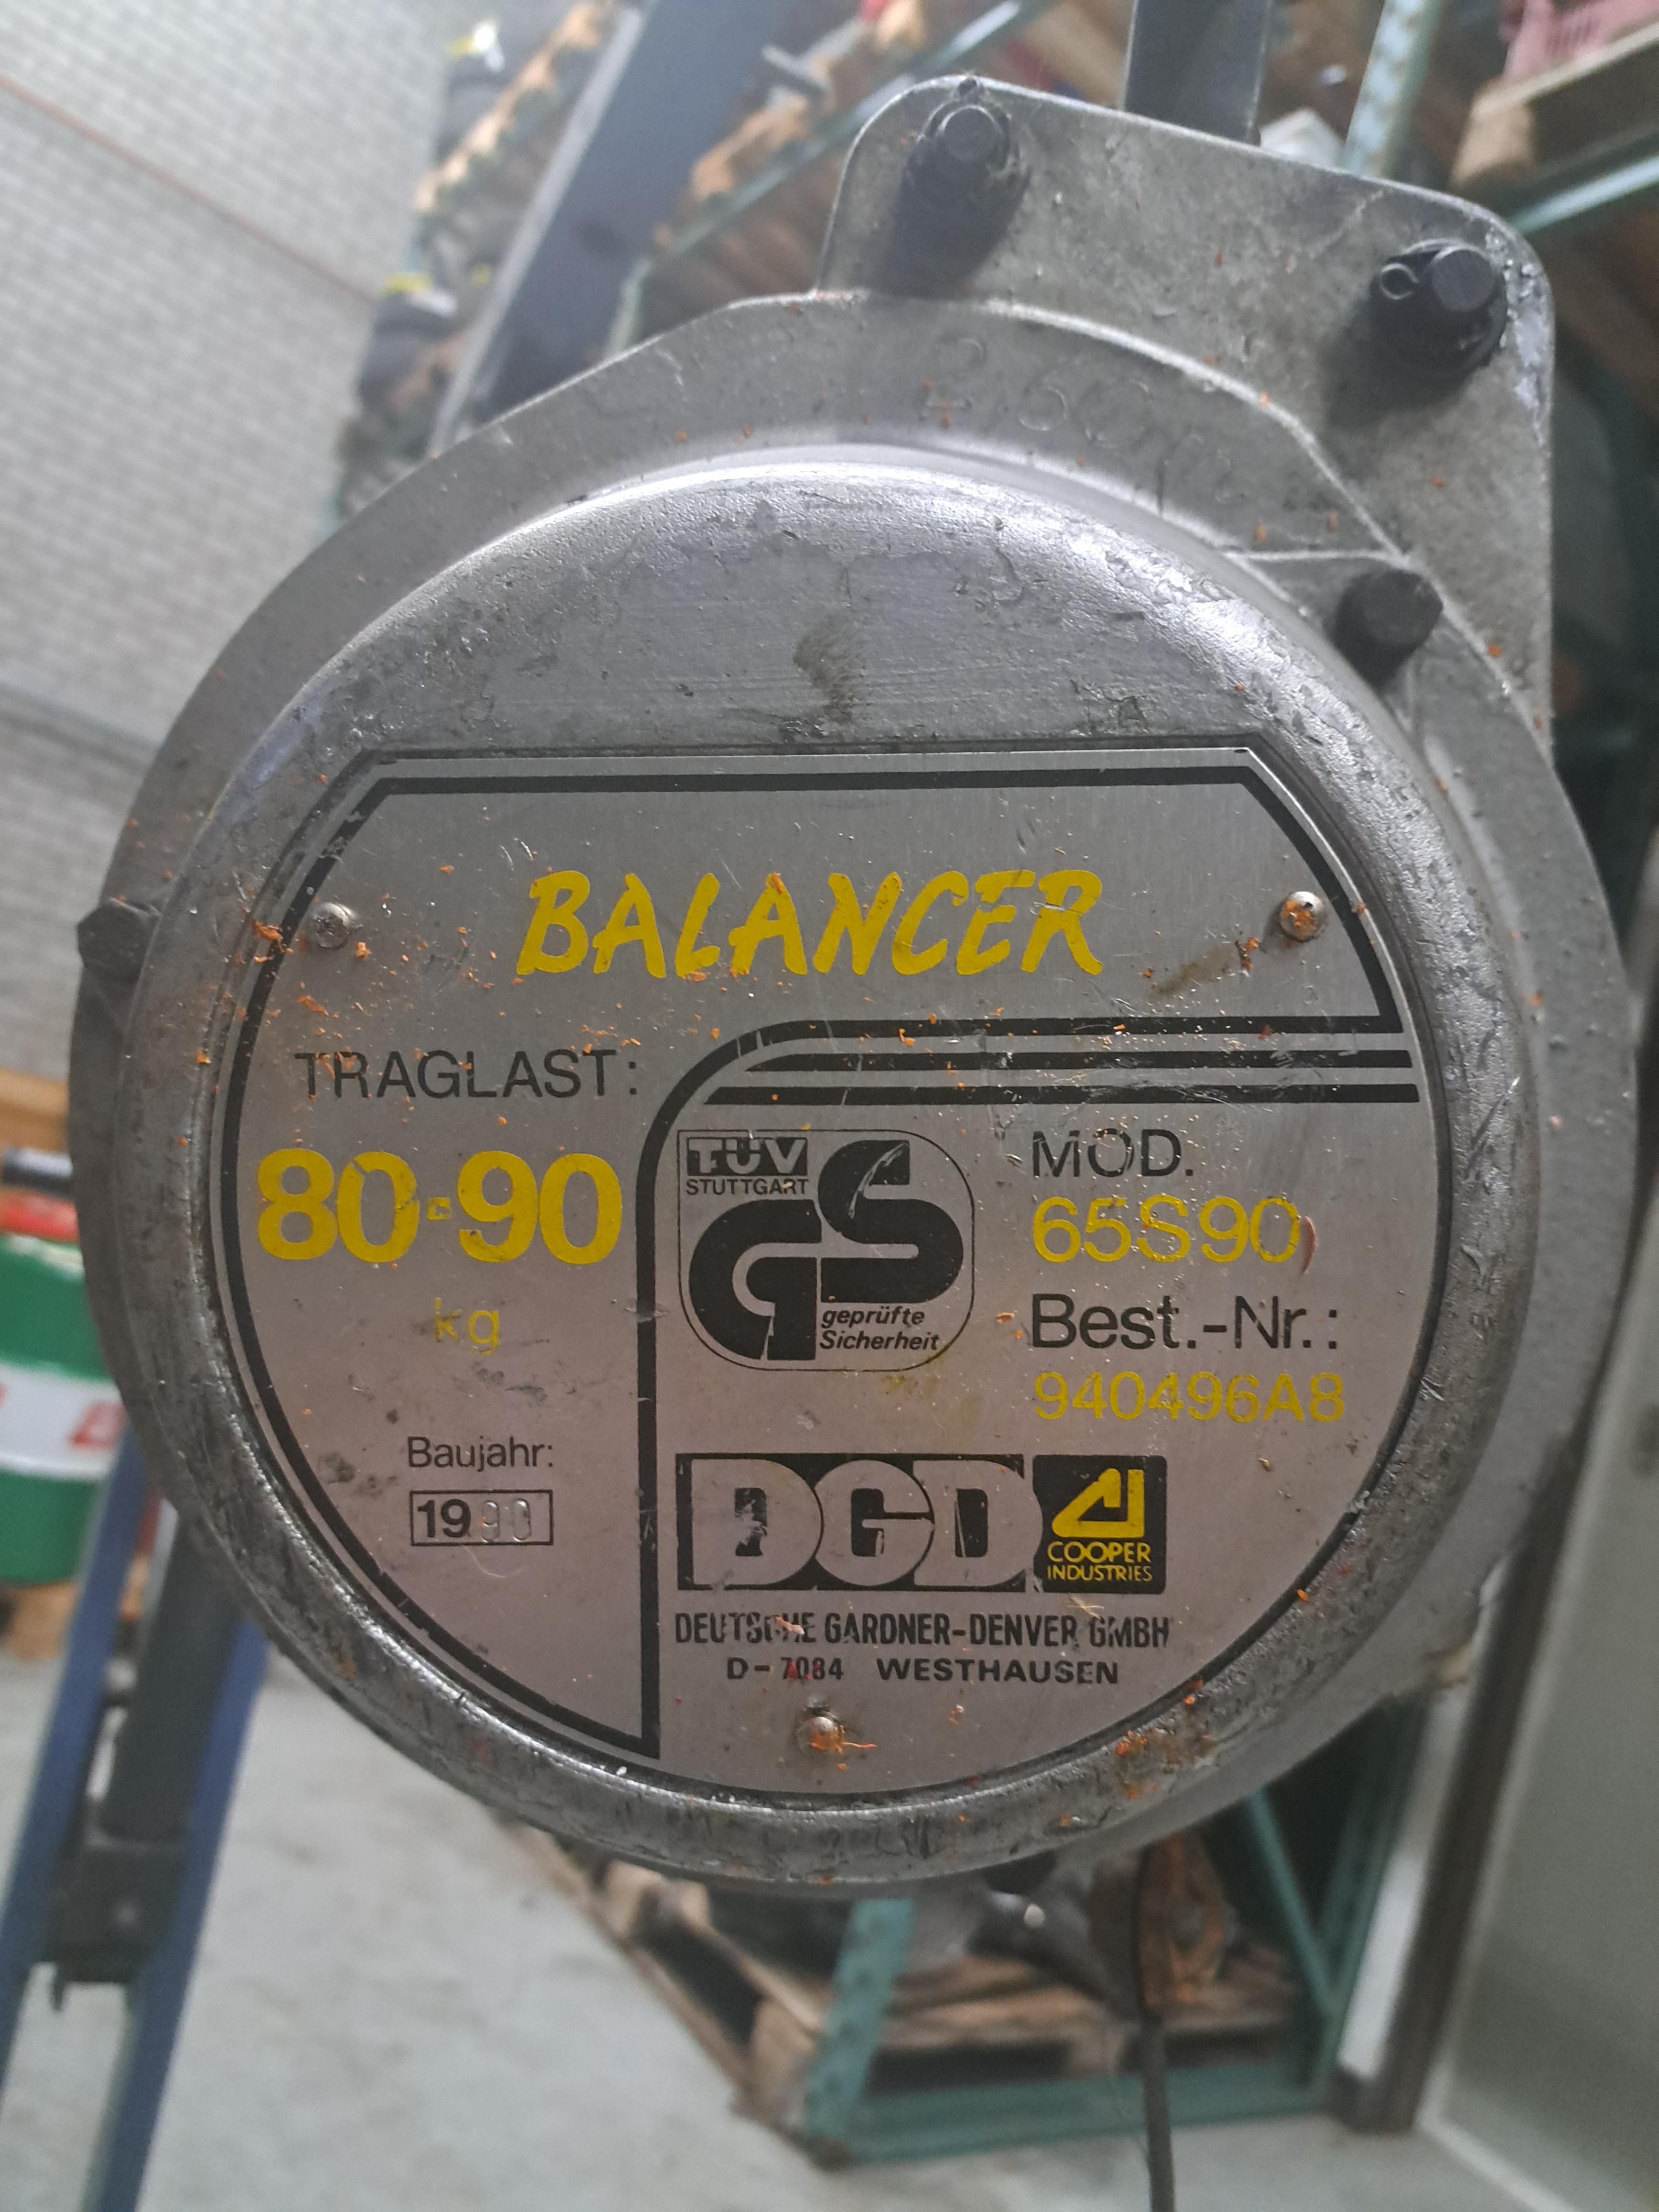 BALANCER
TRAGLAST:
80-90
kg
Baujahr:
1990
TÜV
STUTTGART
GS
geprüfte
Sicherheit
MOD.
65S90
Best.-Nr.:
940496A8
DGD
COOPER
INDUSTRIES
DEUTSCHE GARDNER-DENVER GMBH
D-7084 WESTHAUSEN